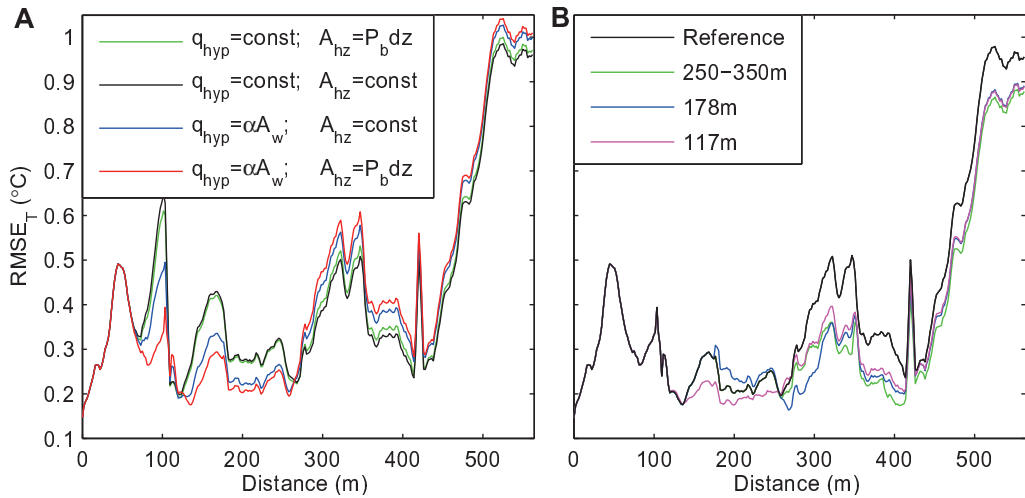 A
q_hyp=const; A_hz=P_b dz
q_hyp=const; A_hz=const
q_hyp=αA_w; A_hz=const
q_hyp=αA_w; A_hz=P_b dz
1
0.9
0.8
0.7
0.6
0.5
0.4
0.3
0.2
0.1
RMSE_T (°C)
0 100 200 300 400 500
Distance (m)
B
Reference
250−350m
178m
117m
0 100 200 300 400 500
Distance (m)